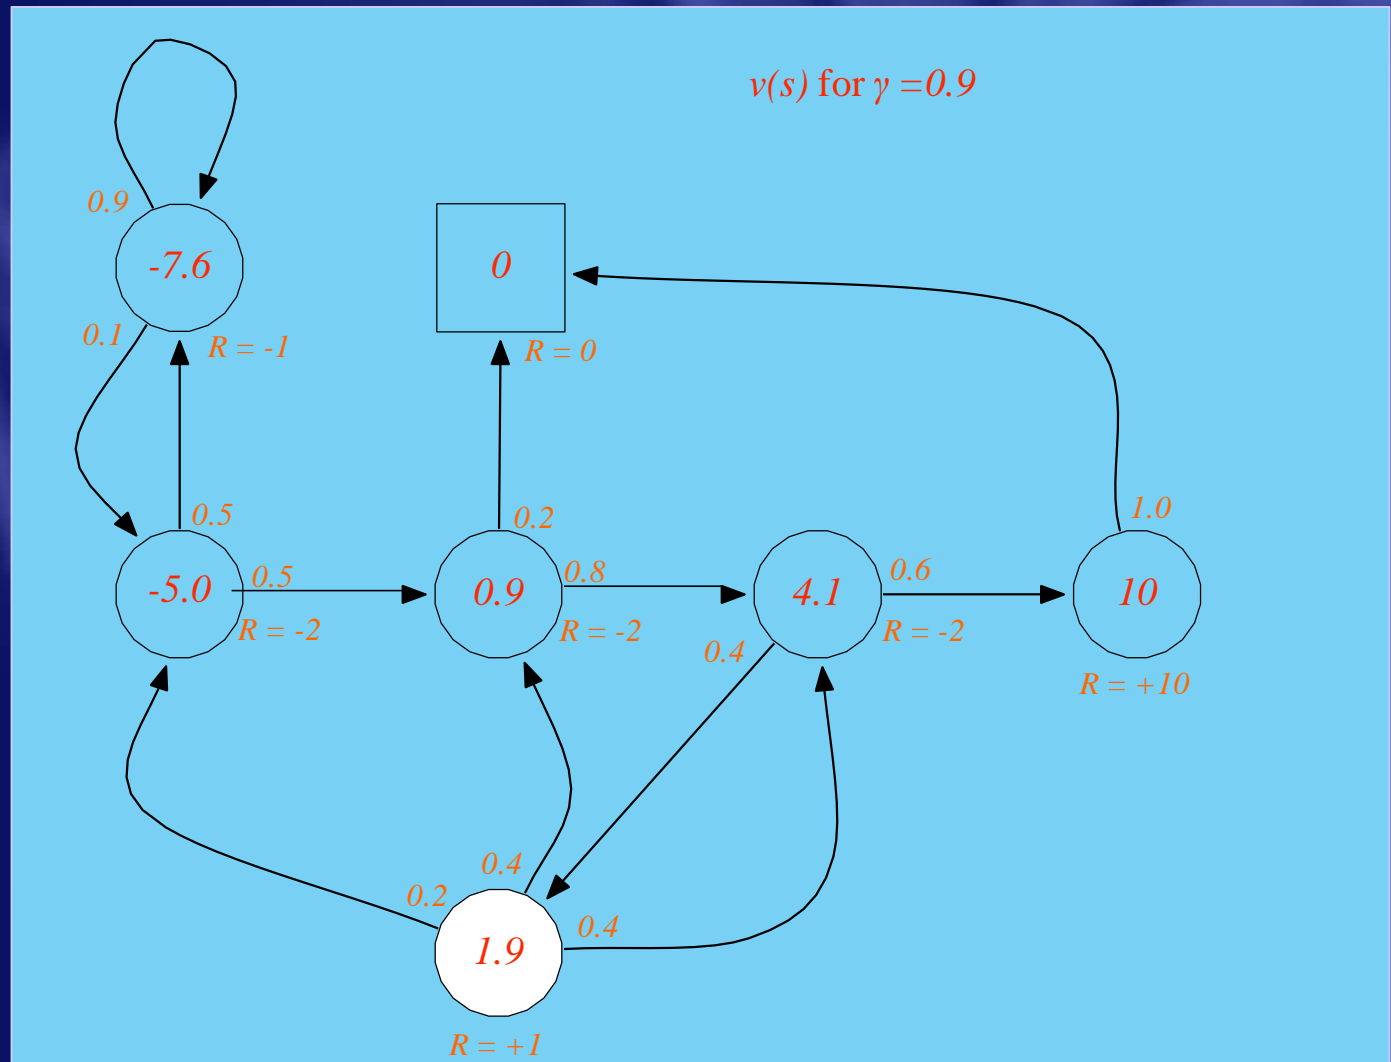 v(s) for γ =0.9
0.9
-7.6
0
0.1
R = -1
R = 0
0.5
0.2
1.0
-5.0
0.5
0.9
0.8
4.1
0.6
10
R = -2
R = -2
0.4
R = -2
R = +10
0.4
0.2
0.4
1.9
R = +1